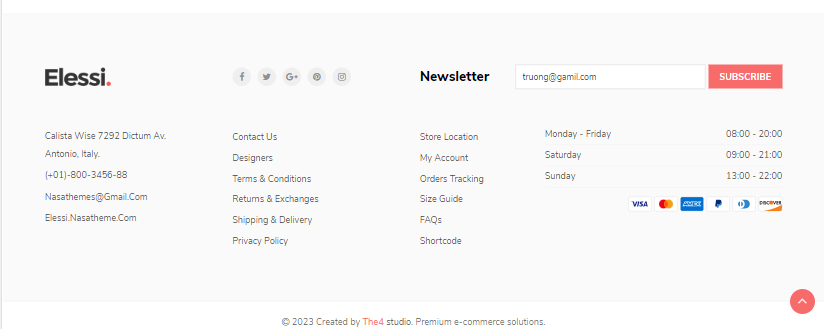 Elessi.
Newsletter
truong@gamil.com
SUBSCRIBE
Calista Wise 7292 Dictum Av.
Antonio, Italy.
(+01)-800-3456-88
Nasathemes@Gmail.Com
Elessi.Nasatheme.Com
Contact Us
Designers
Terms & Conditions
Returns & Exchanges
Shipping & Delivery
Privacy Policy
Store Location
My Account
Orders Tracking
Size Guide
FAQs
Shortcode
Monday - Friday 08:00 - 20:00
Saturday 09:00 - 21:00
Sunday 13:00 - 22:00
VISA
DISCOVER
© 2023 Created by The4 studio. Premium e-commerce solutions.